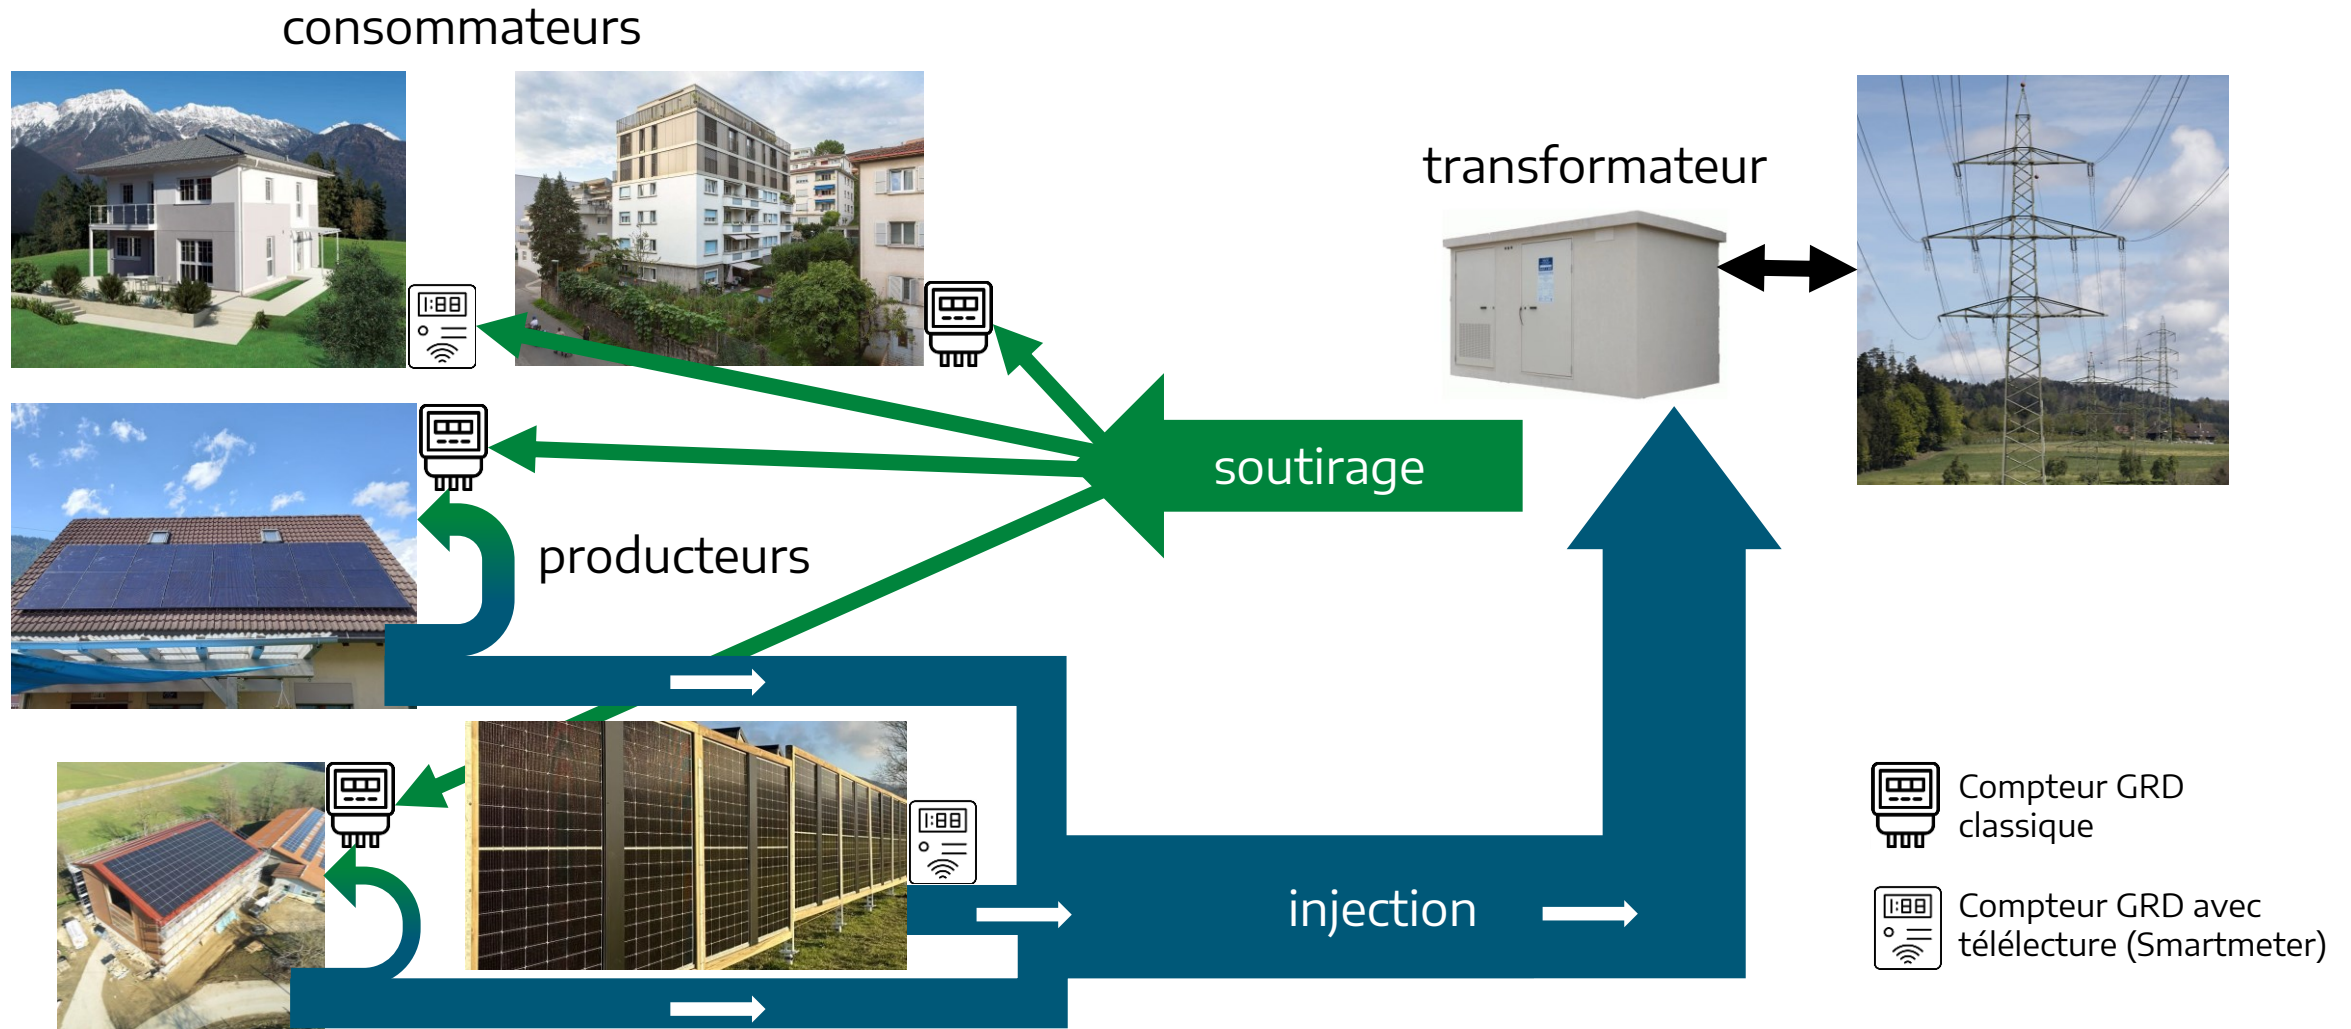 consommateurs
transformateur
soutirage
producteurs
injection
Compteur GRD
classique
Compteur GRD avec
télélecture (Smartmeter)